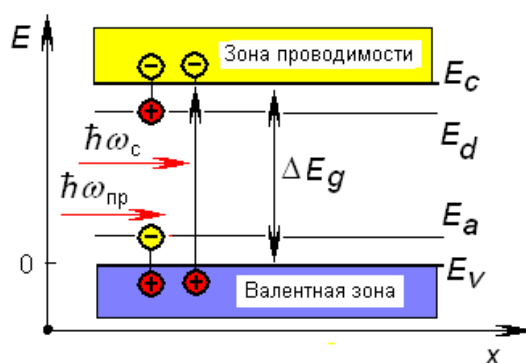 E
Зона проводимости
E_c
E_d
ħω_c
ΔE_g
ħω_пр
E_a
0
E_V
Валентная зона
x